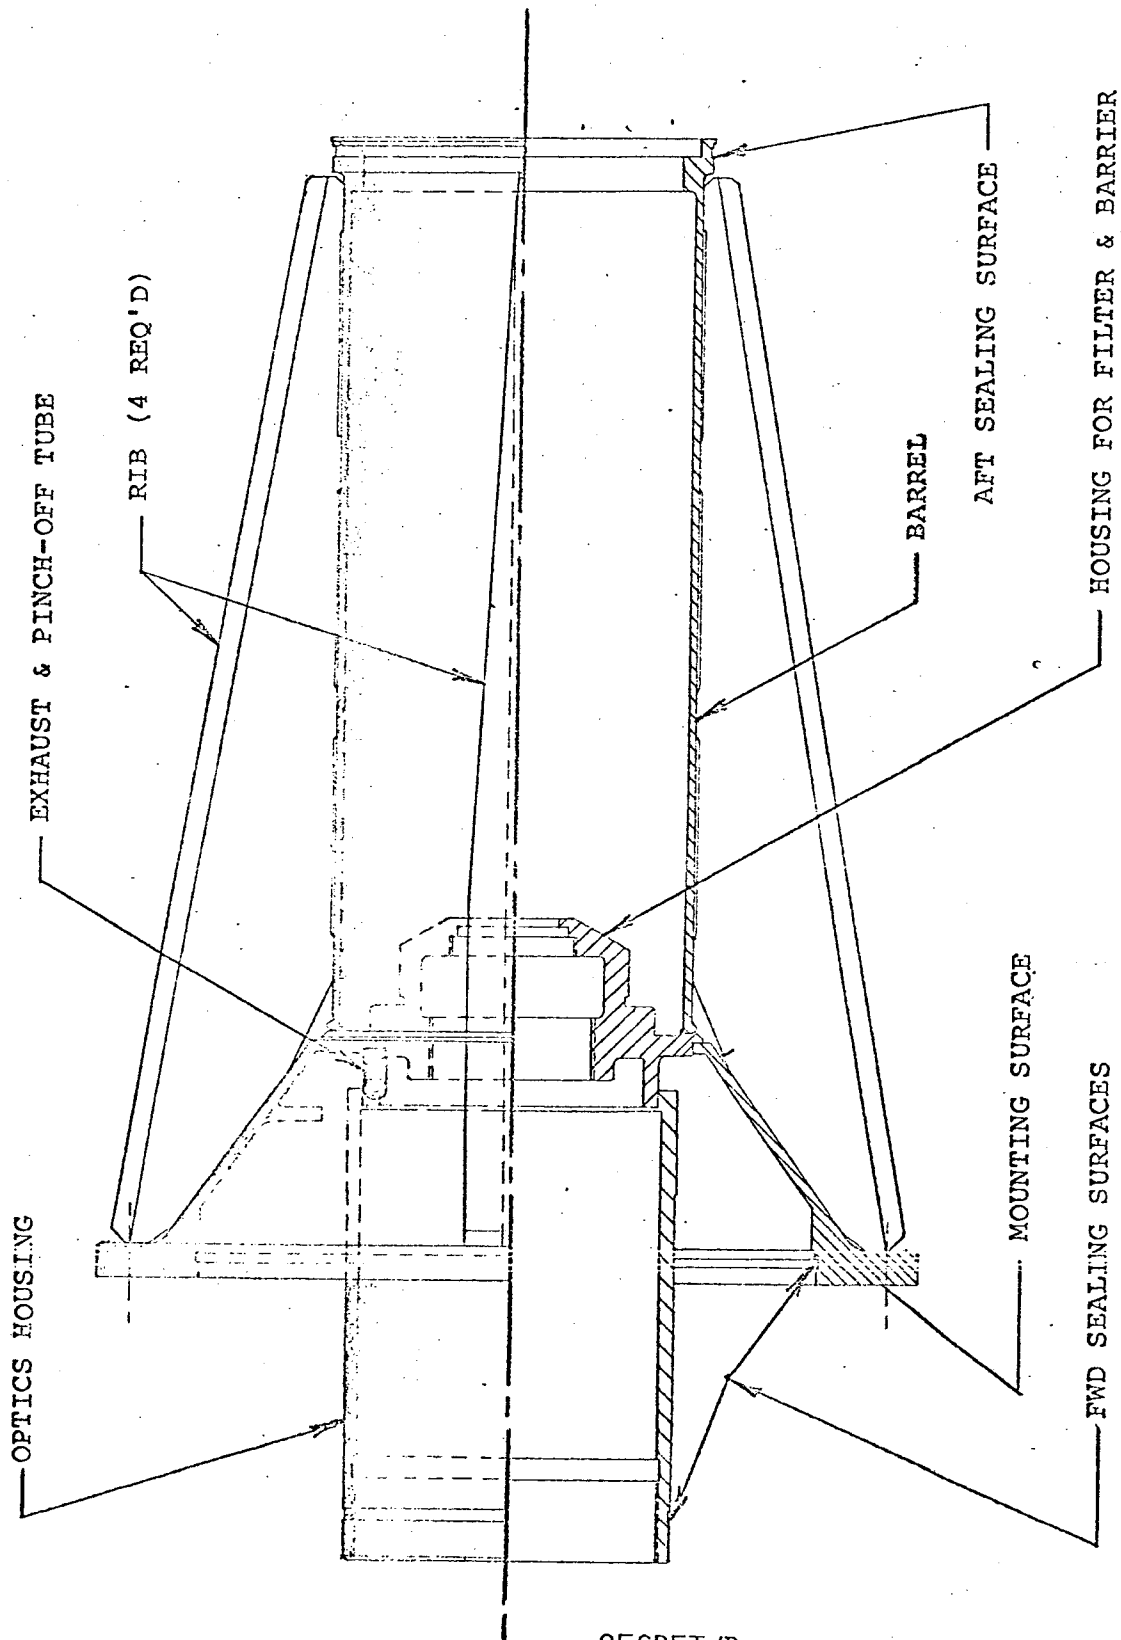 OPTICS HOUSING
EXHAUST & PINCH-OFF TUBE
RIB (4 REQ'D)
AFT SEALING SURFACE
BARREL
HOUSING FOR FILTER & BARRIER
MOUNTING SURFACE
FWD SEALING SURFACES